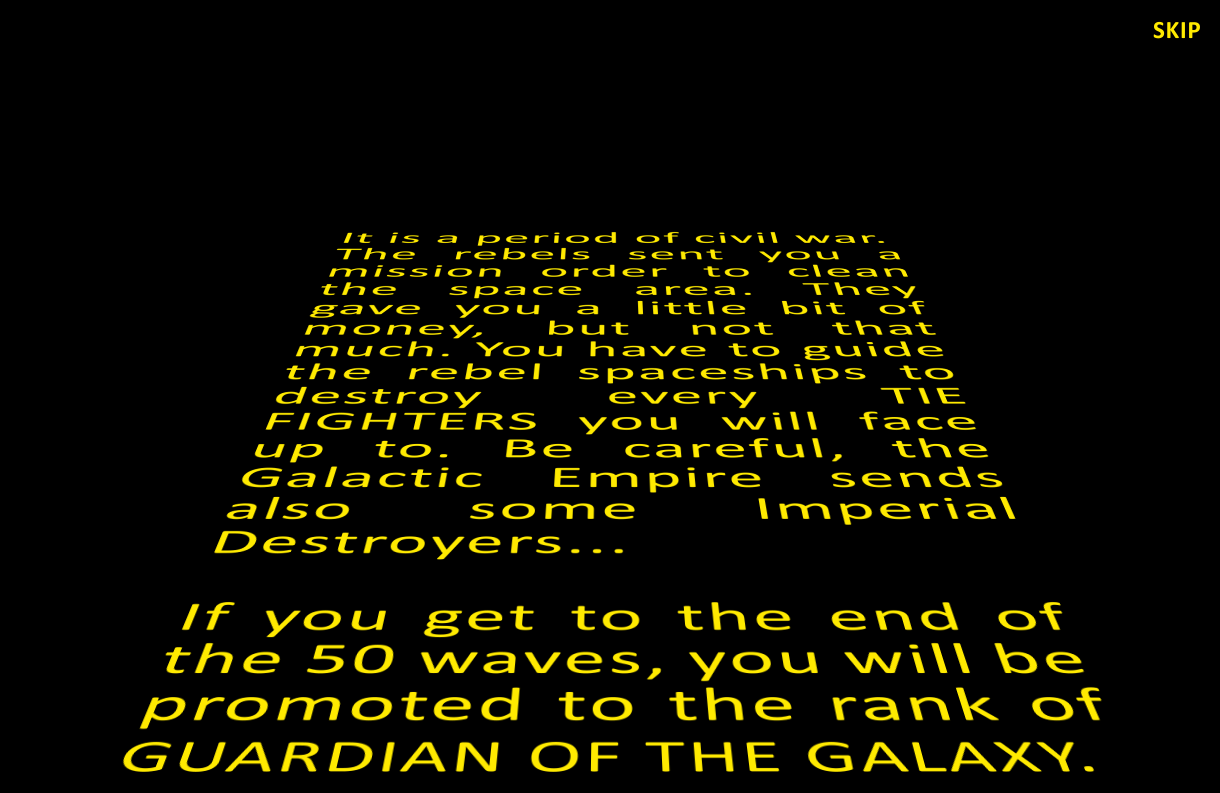 SKIP
It is a period of civil war.
The rebels sent you a
mission order to clean
the space area. They
gave you a little bit of
money, but not that
much. You have to guide
the rebel spaceships to
destroy every TIE
FIGHTERS you will face
up to. Be careful, the
Galactic Empire sends
also some Imperial
Destroyers...
If you get to the end of
the 50 waves, you will be
promoted to the rank of
GUARDIAN OF THE GALAXY.